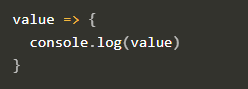 value => {
  console.log(value)
}